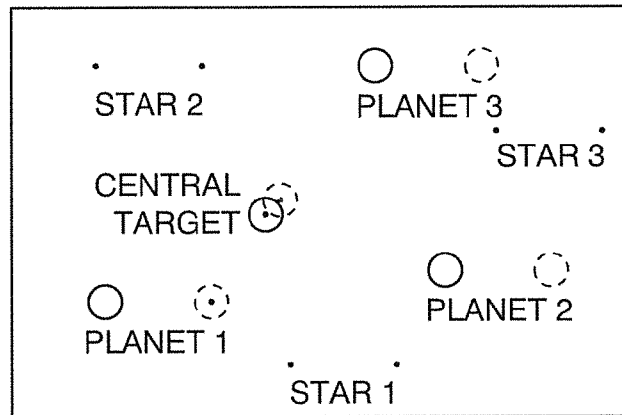 STAR 2
PLANET 3
STAR 3
CENTRAL
TARGET
PLANET 2
PLANET 1
STAR 1